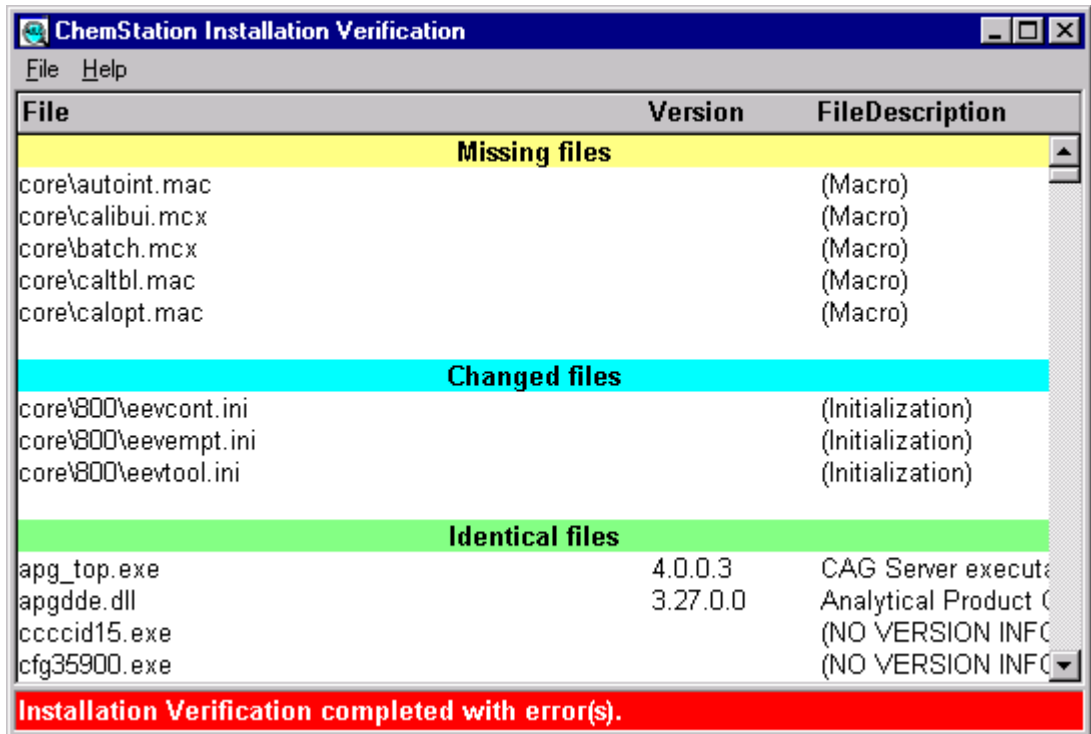 ChemStation Installation Verification
File Help
File Version FileDescription
Missing files
core\autoint.mac (Macro)
core\calibui.mcx (Macro)
core\batch.mcx (Macro)
core\caltbl.mac (Macro)
core\calopt.mac (Macro)
Changed files
core\800\eevcont.ini (Initialization)
core\800\eevempt.ini (Initialization)
core\800\eevtool.ini (Initialization)
Identical files
apg_top.exe 4.0.0.3 CAG Server executa
apgdde.dll 3.27.0.0 Analytical Product
ccccid15.exe (NO VERSION INFO
cfg35900.exe (NO VERSION INFO
Installation Verification completed with error(s).